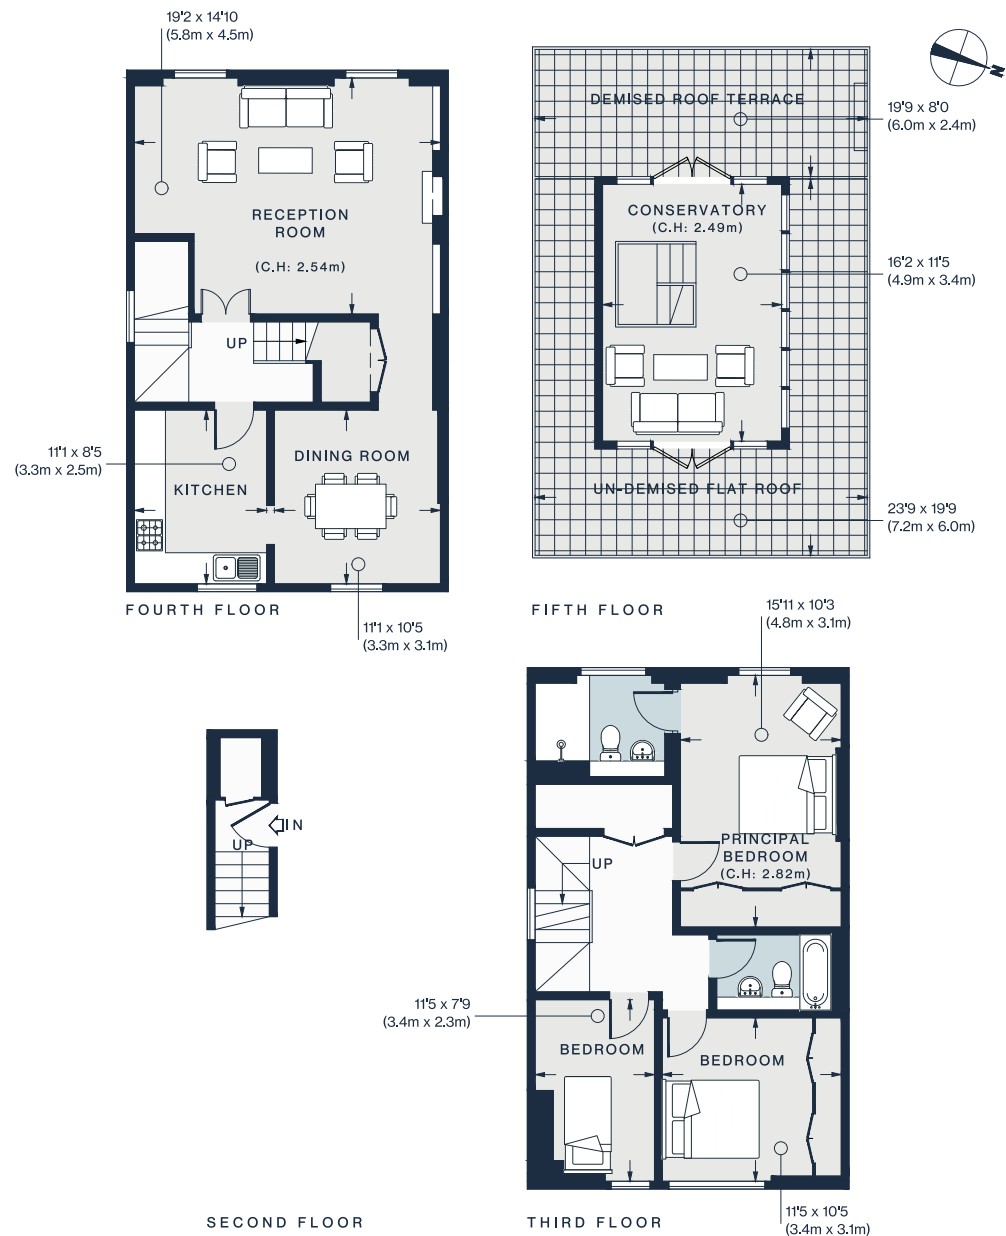 19'2 x 14'10
(5.8m x 4.5m)
RECEPTION
ROOM
(C.H: 2.54m)
UP
11'1 x 8'5
(3.3m x 2.5m)
KITCHEN
DINING ROOM
11'1 x 10'5
(3.3m x 3.1m)
FOURTH FLOOR
N
DEMISED ROOF TERRACE
19'9 x 8'0
(6.0m x 2.4m)
CONSERVATORY
(C.H: 2.49m)
16'2 x 11'5
(4.9m x 3.4m)
UN-DEMISED FLAT ROOF
23'9 x 19'9
(7.2m x 6.0m)
FIFTH FLOOR
IN
UP
SECOND FLOOR
15'11 x 10'3
(4.8m x 3.1m)
PRINCIPAL
BEDROOM
(C.H: 2.82m)
UP
11'5 x 7'9
(3.4m x 2.3m)
BEDROOM
BEDROOM
11'5 x 10'5
(3.4m x 3.1m)
THIRD FLOOR